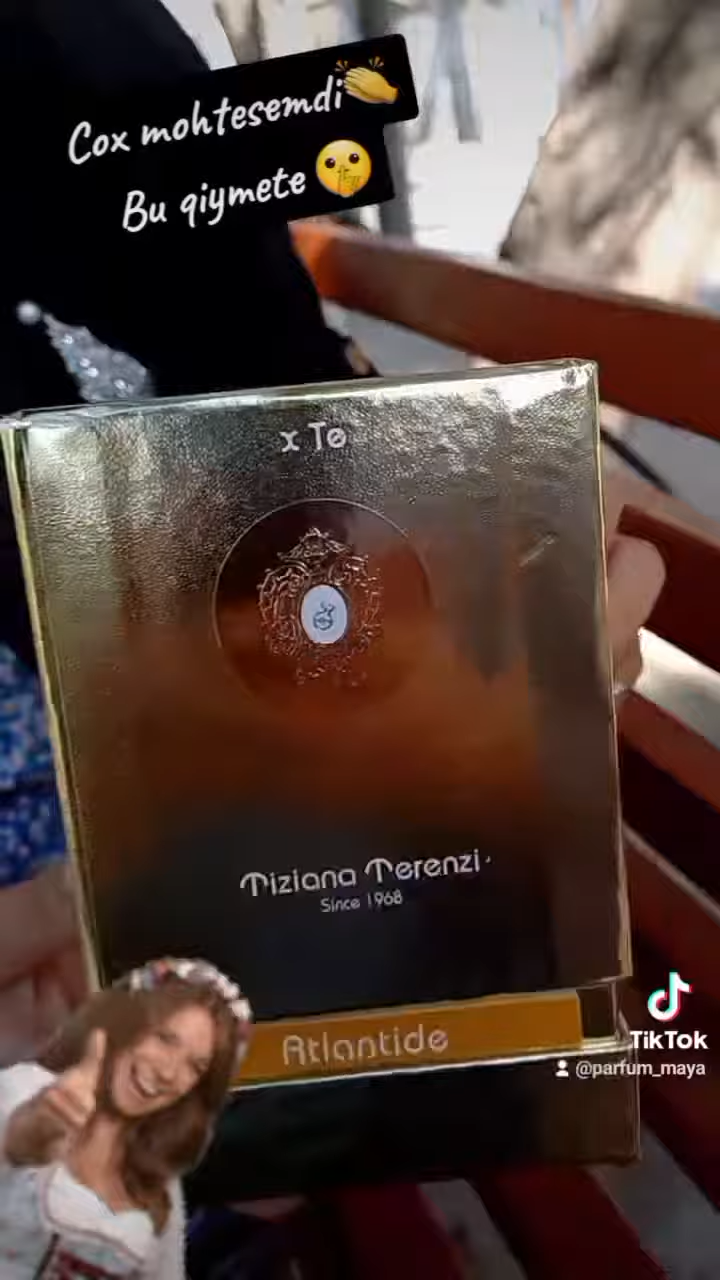 Cox mohtesemdi👏
Bu qiymete 🤫
x Te
Tiziana Terenzi
Since 1968
Atlantide
TikTok
@parfum_maya